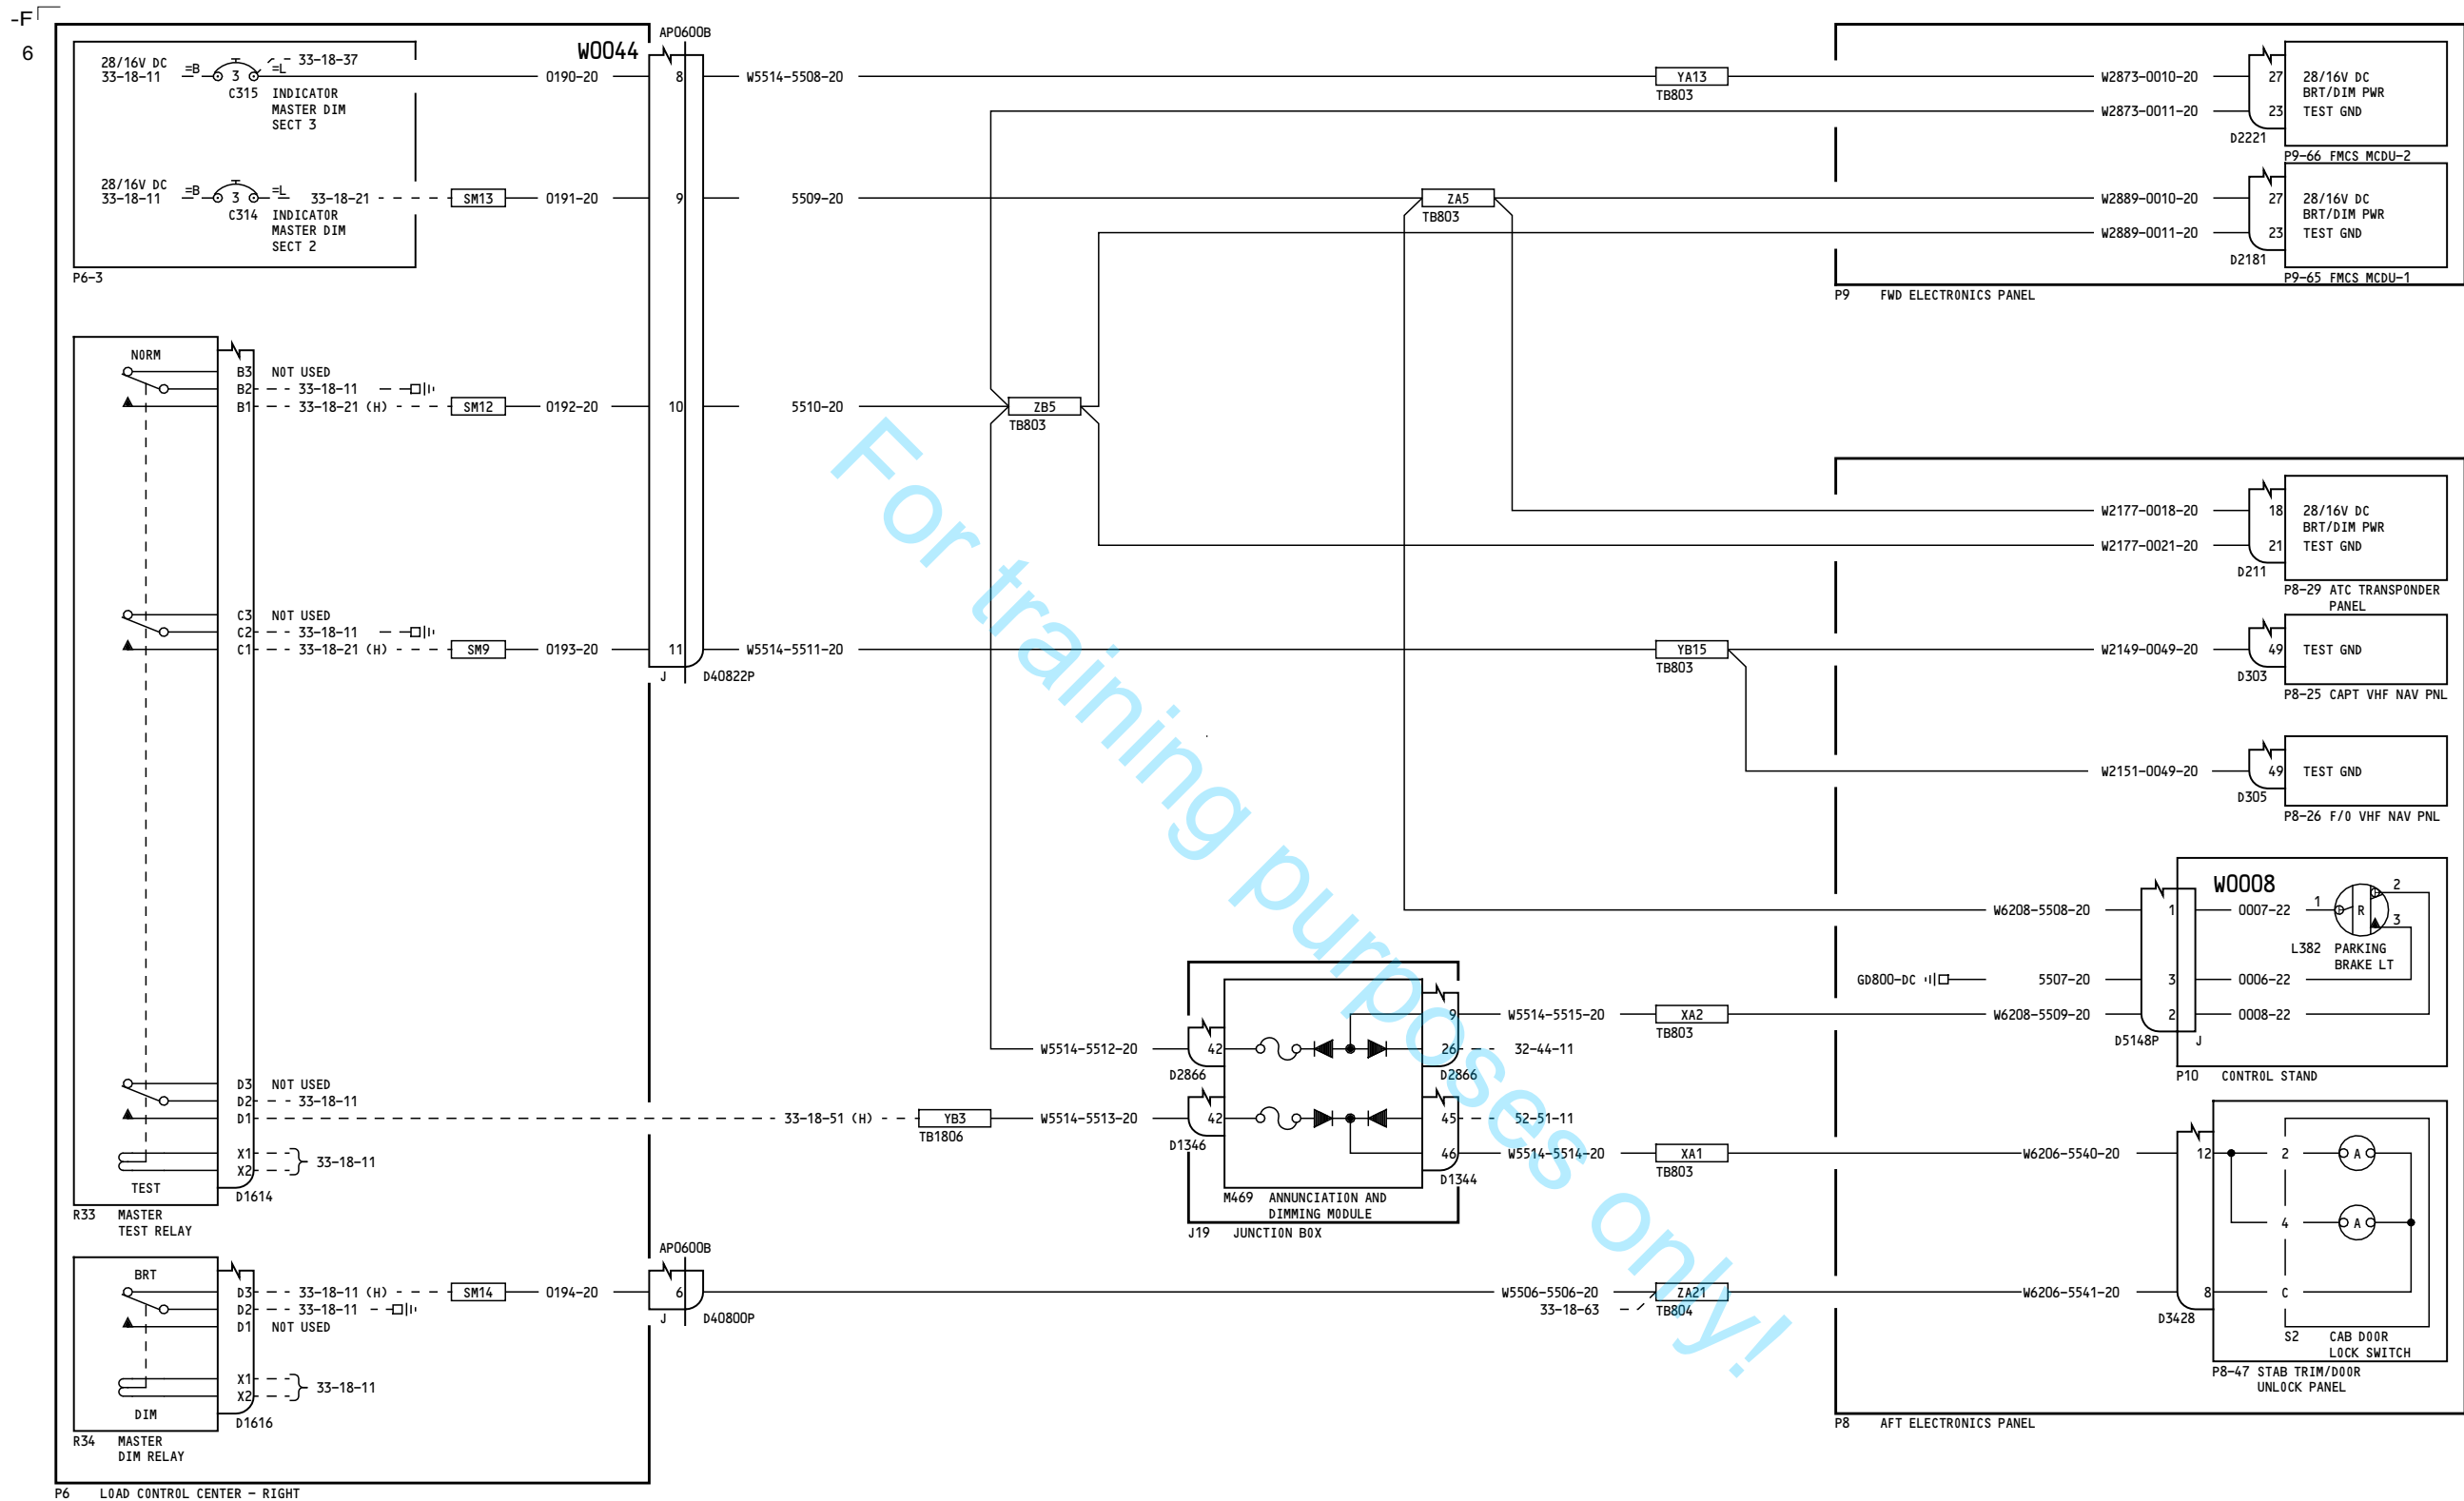 -F
6
AP0600B
W0044
28/16V DC
33-18-11
=B
3
=L
33-18-37
C315 INDICATOR
MASTER DIM
SECT 3
0190-20
8
W5514-5508-20
YA13
TB803
W2873-0010-20
27
28/16V DC
BRT/DIM PWR
W2873-0011-20
23
TEST GND
D2221
P9-66 FMCS MCDU-2
28/16V DC
33-18-11
=B
3
=L
33-18-21
SM13
0191-20
9
5509-20
ZA5
TB803
C314 INDICATOR
MASTER DIM
SECT 2
P6-3
W2889-0010-20
27
28/16V DC
BRT/DIM PWR
W2889-0011-20
23
TEST GND
D2181
P9-65 FMCS MCDU-1
P9 FWD ELECTRONICS PANEL
NORM
B3 NOT USED
B2 33-18-11
B1 33-18-21 (H)
SM12
0192-20
10
5510-20
ZB5
TB803
W2177-0018-20
18
28/16V DC
BRT/DIM PWR
W2177-0021-20
21
TEST GND
D211
P8-29 ATC TRANSPONDER
PANEL
C3 NOT USED
C2 33-18-11
C1 33-18-21 (H)
SM9
0193-20
11
W5514-5511-20
YB15
TB803
W2149-0049-20
49
TEST GND
J D40822P
D303
P8-25 CAPT VHF NAV PNL
W2151-0049-20
49
TEST GND
D305
P8-26 F/O VHF NAV PNL
W0008
W6208-5508-20
1
0007-22
1
R
2
3
L382 PARKING
BRAKE LT
GD800-DC
5507-20
3
0006-22
9
W5514-5515-20
XA2
TB803
W6208-5509-20
2
0008-22
D5148P J
P10 CONTROL STAND
W5514-5512-20
42
26
32-44-11
D2866
D2866
D3 NOT USED
D2 33-18-11
D1
33-18-51 (H)
YB3
TB1806
W5514-5513-20
42
45
52-51-11
D1346
46
W5514-5514-20
XA1
TB803
W6206-5540-20
12
2
A
D1344
X1
X2
33-18-11
TEST
D1614
R33 MASTER
TEST RELAY
M469 ANNUNCIATION AND
DIMMING MODULE
J19 JUNCTION BOX
4
A
AP0600B
BRT
D3 33-18-11 (H)
SM14
0194-20
6
W5506-5506-20
33-18-63
ZA21
TB804
W6206-5541-20
8
C
D2 33-18-11
D1 NOT USED
J D40800P
D3428
S2 CAB DOOR
LOCK SWITCH
P8-47 STAB TRIM/DOOR
UNLOCK PANEL
X1
X2
33-18-11
DIM
D1616
R34 MASTER
DIM RELAY
P8 AFT ELECTRONICS PANEL
P6 LOAD CONTROL CENTER - RIGHT
For training purposes only!